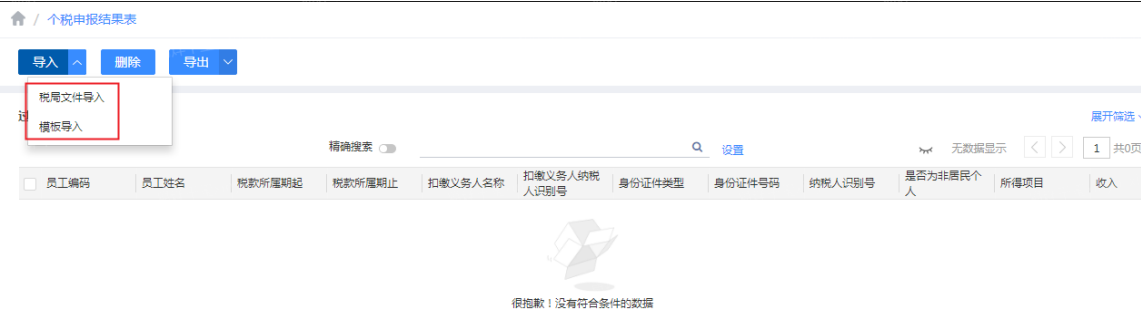 / 个税申报结果表
导入 删除 导出
税局文件导入
模板导入
展开筛选
精确搜索 设置 无数据显示 1 共0页
员工编码 员工姓名 税款所属期起 税款所属期止 扣缴义务人名称 扣缴义务人纳税人识别号 身份证件类型 身份证件号码 纳税人识别号 是否为非居民个人 所得项目 收入
很抱歉！没有符合条件的数据